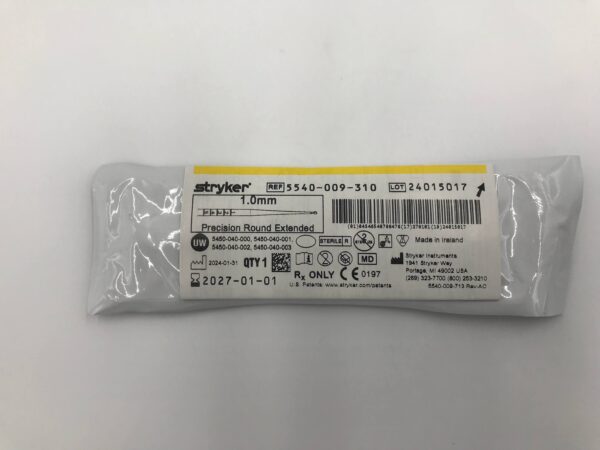 stryker® REF 5540-009-310 LOT 24015017
1.0mm
Precision Round Extended
UW 5450-040-000, 5450-040-001,
5450-040-002, 5450-040-003
STERILE R
Made in Ireland
2024-01-31 QTY 1
MD
2027-01-01
Rx ONLY CE 0197
U.S. Patents: www.stryker.com/patents
Stryker Instruments
1941 Stryker Way
Portage, MI 49002 USA
(269) 323-7700 (800) 253-3210
5540-009-713 Rev-AC